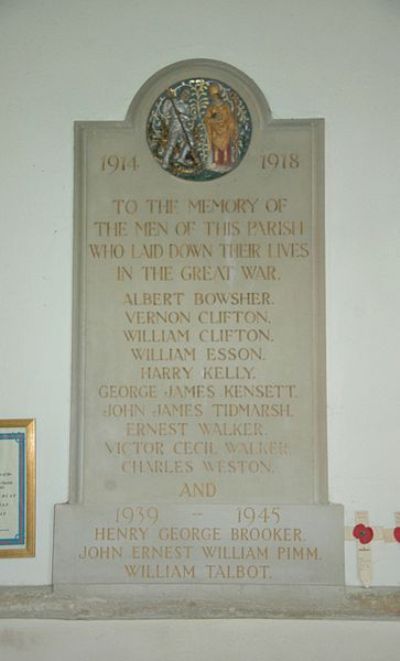 1914 1918
TO THE MEMORY OF
THE MEN OF THIS PARISH
WHO LAID DOWN THEIR LIVES
IN THE GREAT WAR.
ALBERT BOWSHER.
VERNON CLIFTON.
WILLIAM CLIFTON.
WILLIAM ESSON.
HARRY KELLY.
GEORGE JAMES KENSETT.
JOHN JAMES TIDMARSH.
ERNEST WALKER.
VICTOR CECIL WALKER.
CHARLES WESTON.
AND
1939 - 1945
HENRY GEORGE BROOKER.
JOHN ERNEST WILLIAM PIMM.
WILLIAM TALBOT.